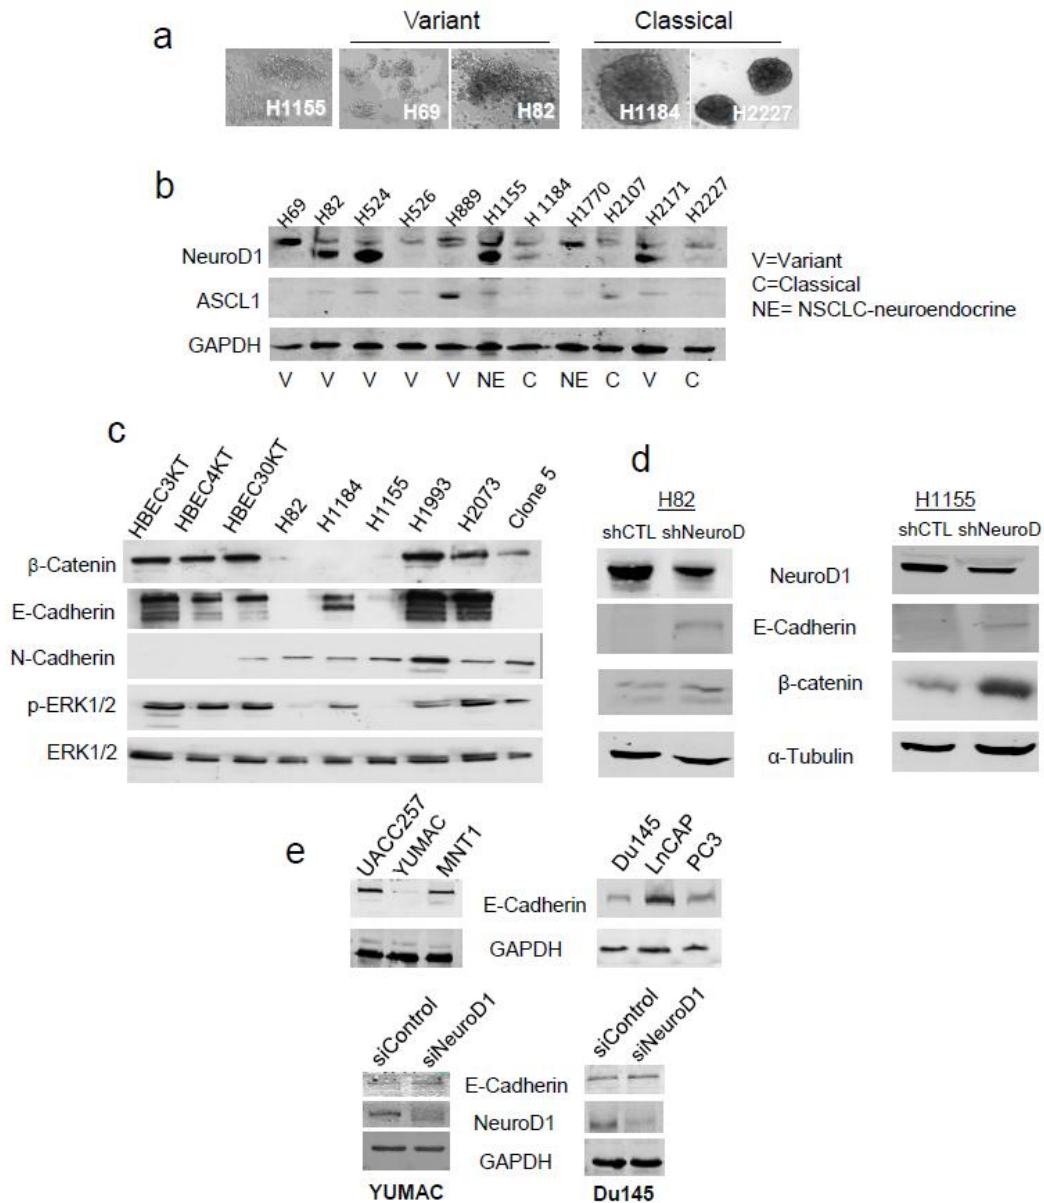 a
Variant
Classical
H1155
H69
H82
H1184
H2227
b
H69
H82
H524
H526
H889
H1155
H 1184
H1770
H2107
H2171
H2227
NeuroD1
ASCL1
GAPDH
V V V V V NE C NE C V C
V=Variant
C=Classical
NE= NSCLC-neuroendocrine
c
HBEC3KT
HBEC4KT
HBEC30KT
H82
H1184
H1155
H1993
H2073
Clone 5
β-Catenin
E-Cadherin
N-Cadherin
p-ERK1/2
ERK1/2
d
H82
shCTL shNeuroD
H1155
shCTL shNeuroD
NeuroD1
E-Cadherin
β-catenin
α-Tubulin
e
UACC257
YUMAC
MNT1
Du145
LnCAP
PC3
E-Cadherin
GAPDH
siControl
siNeuroD1
siControl
siNeuroD1
E-Cadherin
NeuroD1
GAPDH
YUMAC
Du145